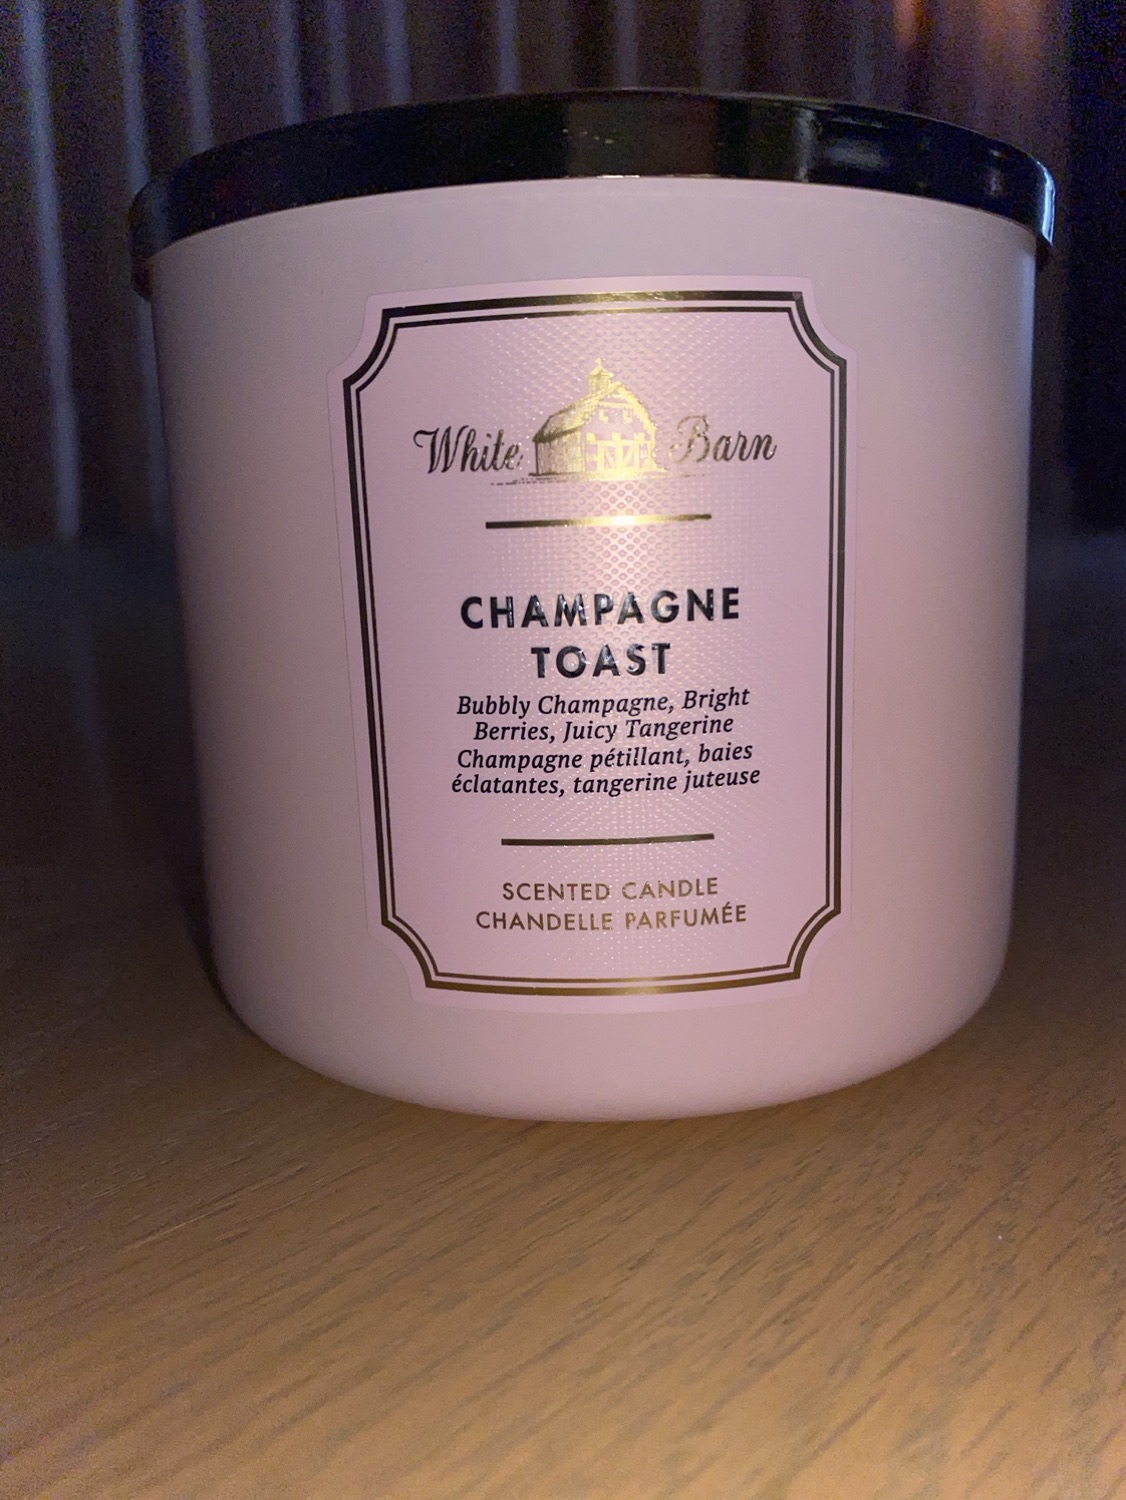 White Barn
CHAMPAGNE
TOAST
Bubbly Champagne, Bright
Berries, Juicy Tangerine
Champagne pétillant, baies
éclatantes, tangerine juteuse
SCENTED CANDLE
CHANDELLE PARFUMÉE